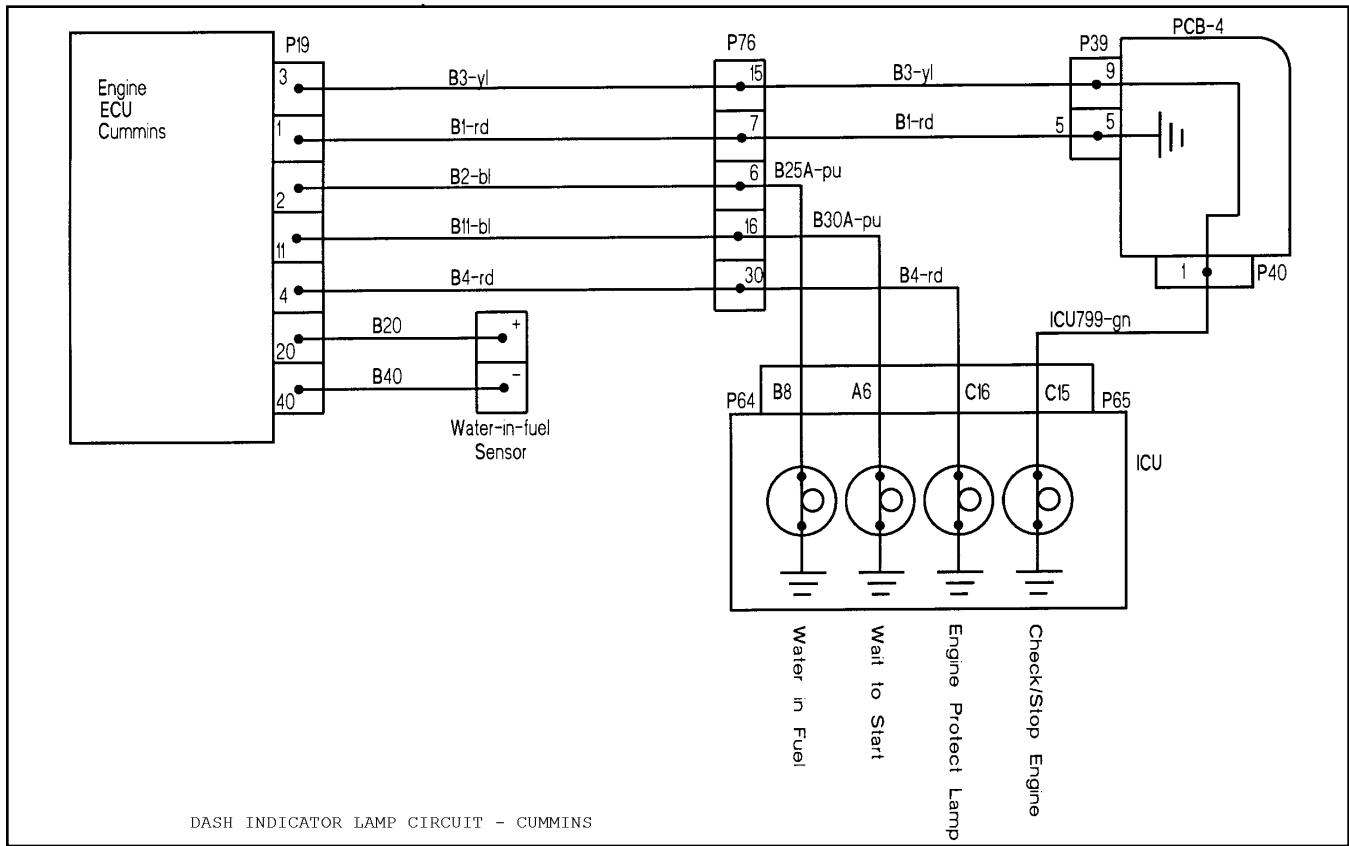 PCB-4
P19
P76
P39
Engine
ECU
Cummins
3
B3-yl
15
B3-yl
9
1
B1-rd
7
B1-rd
5
5
2
B2-bl
6
B25A-pu
11
B11-bl
16
B30A-pu
4
B4-rd
30
B4-rd
1
P40
20
B20
+
ICU799-gn
40
B40
-
Water-in-fuel
Sensor
P64
B8
A6
C16
C15
P65
ICU
Water in Fuel
Wait to Start
Engine Protect Lamp
Check/Stop Engine
DASH INDICATOR LAMP CIRCUIT - CUMMINS